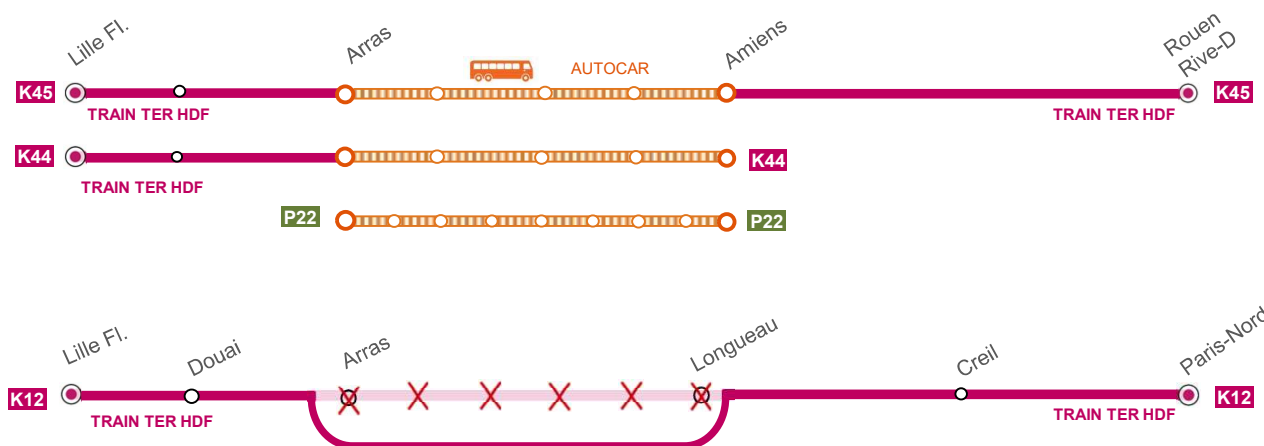 Lille Fl.
Arras
Amiens
Rouen
Rive-D
AUTOCAR
K45
K45
TRAIN TER HDF
TRAIN TER HDF
K44
K44
TRAIN TER HDF
P22
P22
Lille Fl.
Douai
Arras
Longueau
Creil
Paris-Nord
K12
K12
TRAIN TER HDF
TRAIN TER HDF